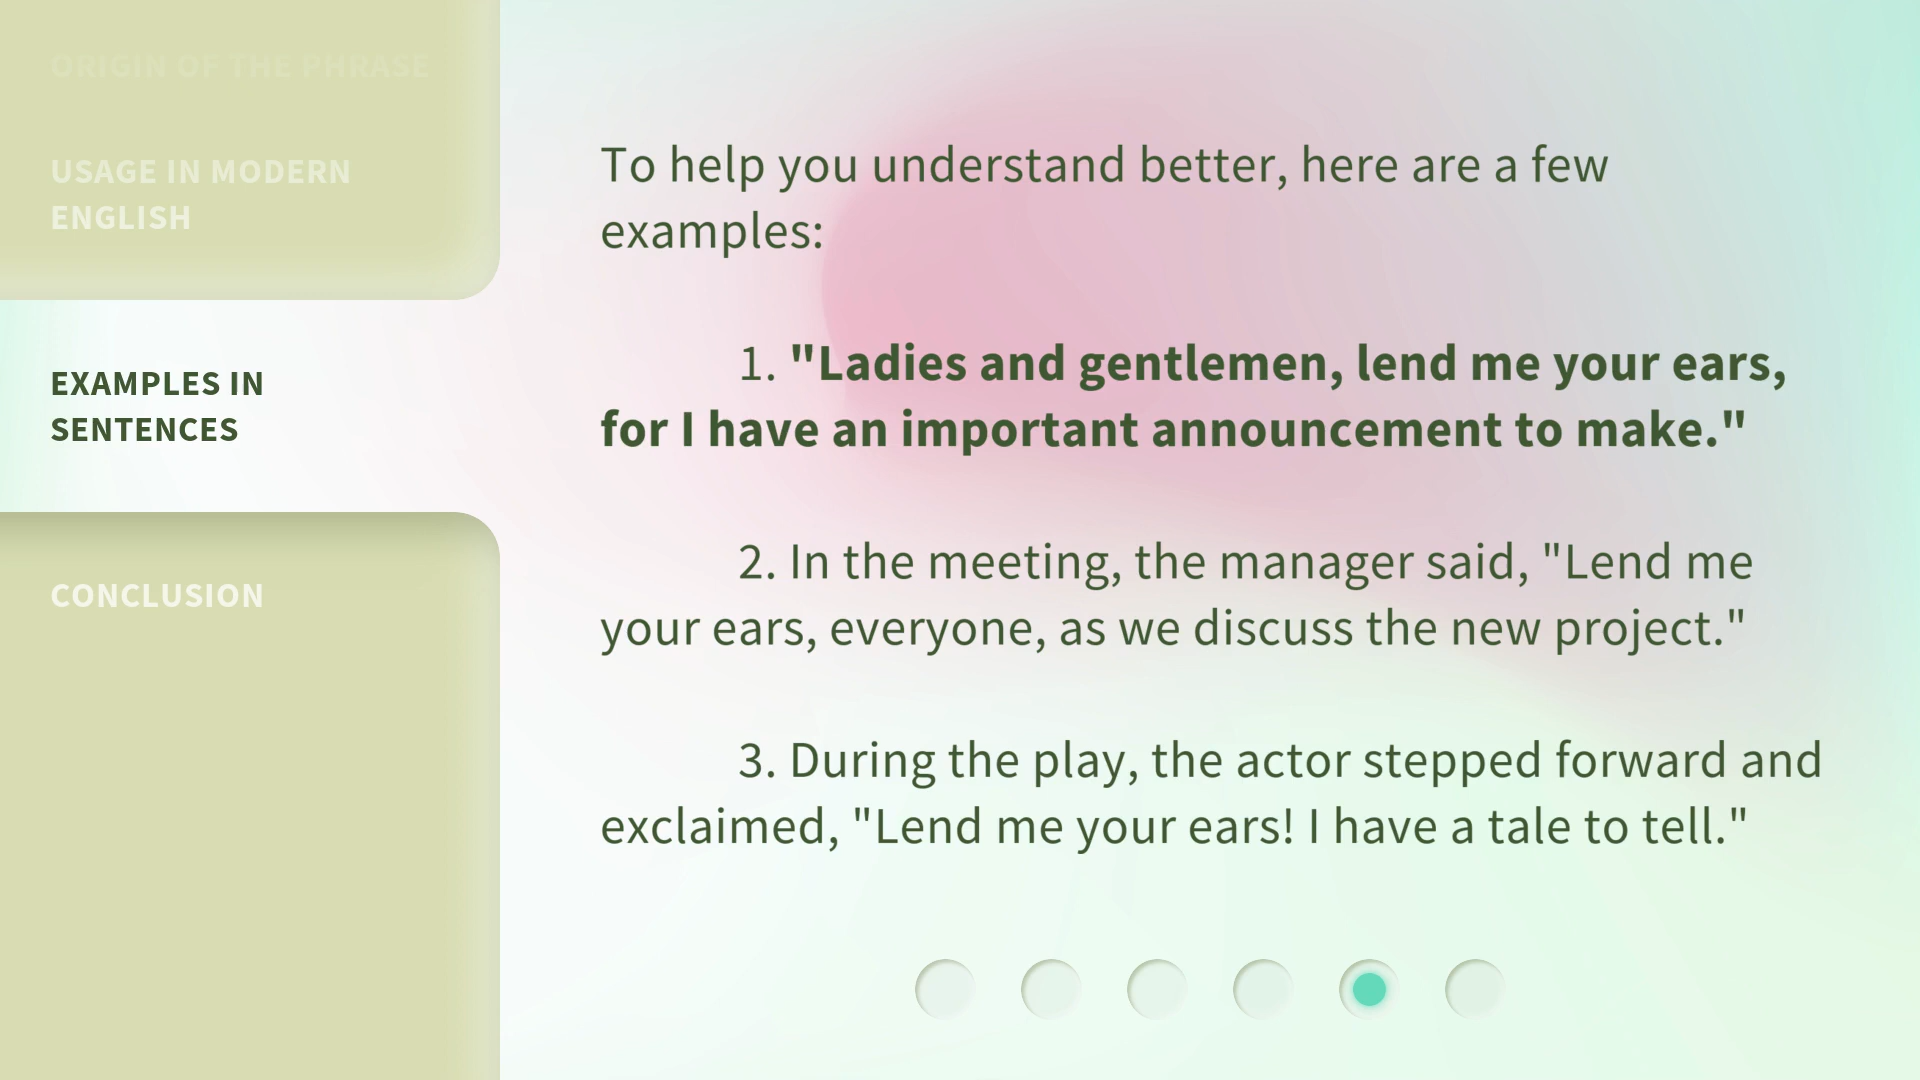 ORIGIN OF THE PHRASE
USAGE IN MODERN
ENGLISH
EXAMPLES IN
SENTENCES
CONCLUSION
To help you understand better, here are a few
examples:
1. "Ladies and gentlemen, lend me your ears,
for I have an important announcement to make."
2. In the meeting, the manager said, "Lend me
your ears, everyone, as we discuss the new project."
3. During the play, the actor stepped forward and
exclaimed, "Lend me your ears! I have a tale to tell."